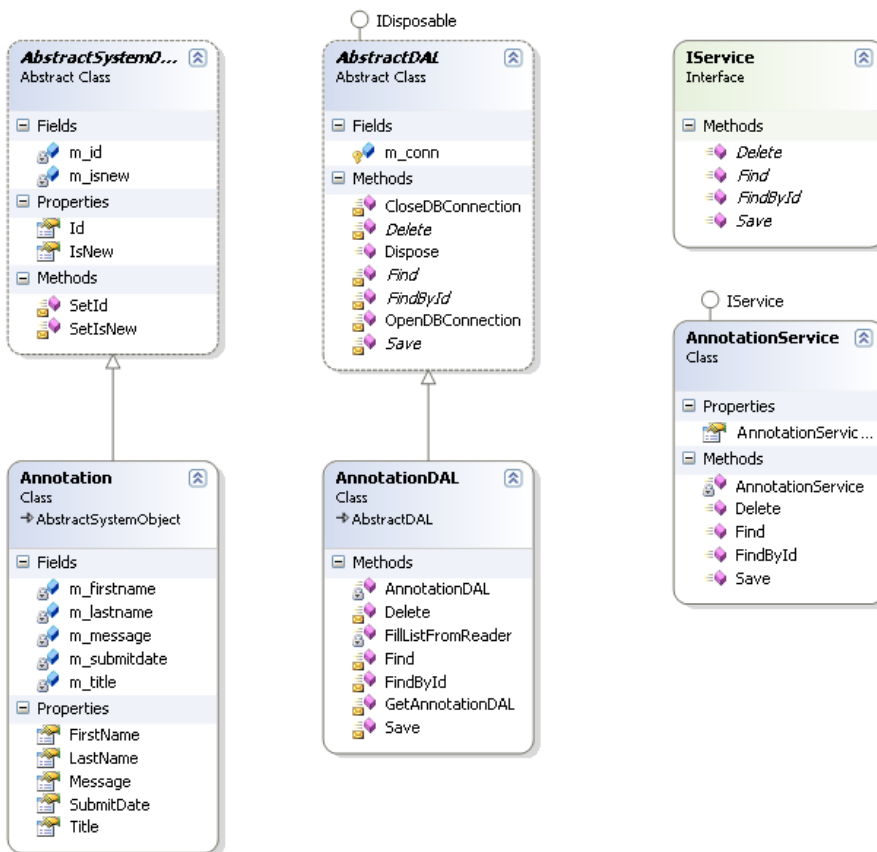 AbstractSystemO...
Abstract Class
Fields
m_id
m_isnew
Properties
Id
IsNew
Methods
SetId
SetIsNew
Annotation
Class
AbstractSystemObject
Fields
m_firstname
m_lastname
m_message
m_submitdate
m_title
Properties
FirstName
LastName
Message
SubmitDate
Title
IDisposable
AbstractDAL
Abstract Class
Fields
m_conn
Methods
CloseDBConnection
Delete
Dispose
Find
FindById
OpenDBConnection
Save
AnnotationDAL
Class
AbstractDAL
Methods
AnnotationDAL
Delete
FillListFromReader
Find
FindById
GetAnnotationDAL
Save
IService
Interface
Methods
Delete
Find
FindById
Save
IService
AnnotationService
Class
Properties
AnnotationServic...
Methods
AnnotationService
Delete
Find
FindById
Save